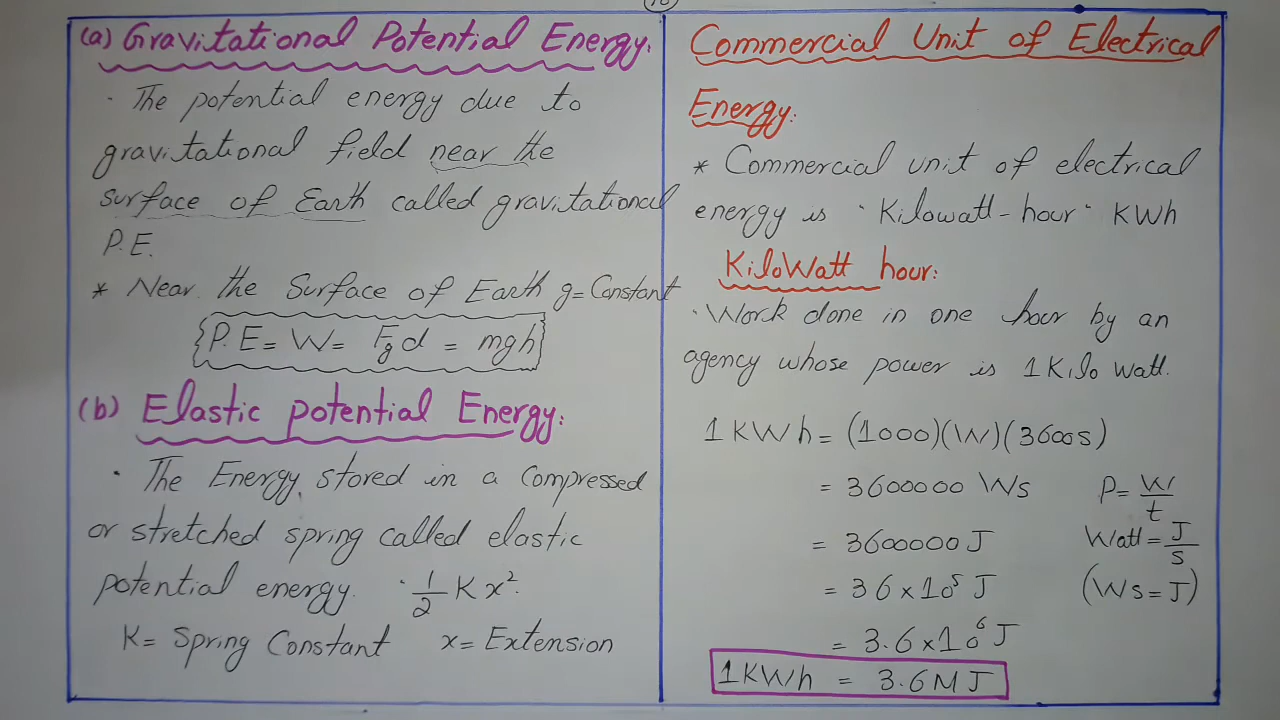 (a) Gravitational Potential Energy.
· The potential energy due to
gravitational field near the
surface of Earth called gravitational
P.E.
* Near the Surface of Earth g = Constant
P.E = W = Fgd = mgh
(b) Elastic potential Energy:
· The Energy stored in a Compressed
or stretched spring called elastic
potential energy. · 1/2 Kx².
K = Spring Constant x = Extension
Commercial Unit of Electrical
Energy:
* Commercial unit of electrical
energy is "Kilowatt-hour" KWh
KiloWatt hour:
· Work done in one hour by an
agency whose power is 1 Kilo watt.
1 KWh = (1000)(W)(3600s)
= 3600000 Ws P = W/t
= 3600000 J Watt = J/s
= 36 × 10⁵ J (Ws = J)
= 3.6 × 10⁶ J
1 KWh = 3.6 MJ